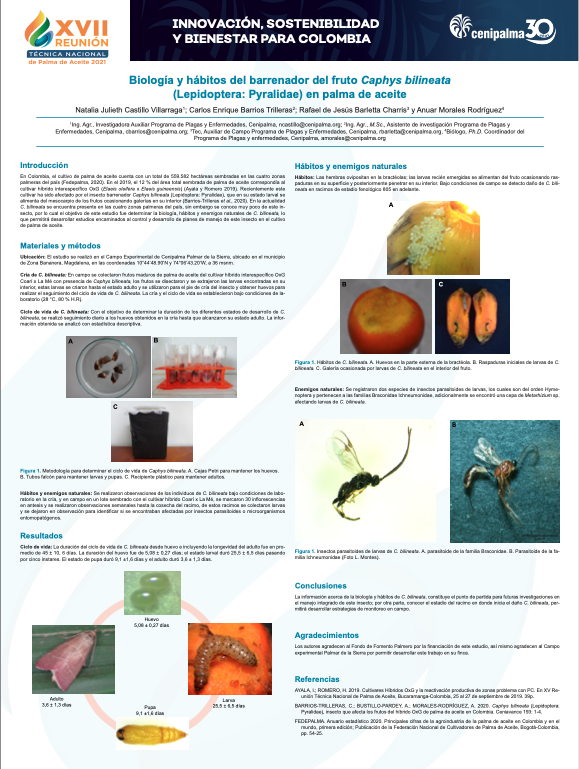 XVII
REUNIÓN
TÉCNICA NACIONAL
de Palma de Aceite 2021
INNOVACIÓN, SOSTENIBILIDAD
Y BIENESTAR PARA COLOMBIA
cenipalma
30
Biología y hábitos del barrenador del fruto Caphys bilineata
(Lepidoptera: Pyralidae) en palma de aceite
Natalia Julieth Castillo Villarraga¹; Carlos Enrique Barrios Trilleras²; Rafael de Jesús Barletta Charris³ y Anuar Morales Rodríguez⁴
¹Ing. Agr., Investigadora Auxiliar Programa de Plagas y Enfermedades, Cenipalma, ncastillo@cenipalma.org; ²Ing. Agr., M.Sc., Asistente de investigación Programa de Plagas y
Enfermedades, Cenipalma, cbarrios@cenipalma.org; ³Tec, Auxiliar de Campo Programa de Plagas y Enfermedades, Cenipalma, rbarletta@cenipalma.org, ⁴Biólogo, Ph.D. Coordinador del
Programa de Plagas y enfermedades, Cenipalma, amorales@cenipalma.org
Introducción
En Colombia, el cultivo de palma de aceite cuenta con un total de 559.582 hectáreas sembradas en las cuatro zonas
palmeras del país (Fedepalma, 2020). En el 2019, el 12 % del área total sembrada de palma de aceite correspondía al
cultivar híbrido interespecífico OxG (Elaeis oleifera x Elaeis guineensis) (Ayala y Romero 2019). Recientemente este
cultivar ha sido afectado por el insecto barrenador Caphys bilineata (Lepidoptera: Pyralidae), que en su estado larval se
alimenta del mesocarpio de los frutos ocasionando galerías en su interior (Barrios-Trilleras et al., 2020). En la actualidad
C. bilineata se encuentra presente en las cuatro zonas palmeras del país, sin embargo se conoce muy poco de este in-
secto, por lo cual el objetivo de este estudio fue determinar la biología, hábitos y enemigos naturales de C. bilineata, lo
que permitirá desarrollar estudios encaminados al control y desarrollo de planes de manejo de este insecto en el cultivo
de palma de aceite.
Materiales y métodos
Ubicación: El estudio se realizó en el Campo Experimental de Cenipalma Palmar de la Sierra, ubicado en el municipio
de Zona Bananera, Magdalena, en las coordenadas
Cría de C. bilineata: En campo se colectaron frutos maduros de palma de aceite del cultivar híbrido interespecífico OxG
Coarí x La Mé con presencia de Caphys bilineata, los frutos se disectaron y se extrajeron las larvas encontradas en su
interior, estas larvas se criaron hasta el estado adulto y se utilizaron para el pie de cría del insecto y obtener huevos para
realizar el seguimiento del ciclo de vida de C. bilineata. La cría y el ciclo de vida se establecieron bajo condiciones de la-
boratorio (28 °C, 80 % H.R).
Ciclo de vida de C. bilineata: Con el objetivo de determinar la duración de los diferentes estados de desarrollo de C.
bilineata, se realizó seguimiento diario a los huevos obtenidos en la cría hasta que alcanzaron su estado adulto. La infor-
mación obtenida se analizó con estadística descriptiva.
A
B
C
Figura 1. Metodología para determinar el ciclo de vida de Caphys bilineata. A. Cajas Petri para mantener los huevos.
B. Tubos falcón para mantener larvas y pupas. C. Recipiente plástico para mantener adultos.
Hábitos y enemigos naturales: Se realizaron observaciones de los individuos de C. bilineata bajo condiciones de labo-
ratorio en la cría, y en campo en un lote sembrado con el cultivar híbrido Coarí x La Mé, se marcaron 30 inflorescencias
en antesis y se realizaron observaciones semanales hasta la cosecha del racimo, de estos racimos se colectaron larvas
y se dejaron en observación para identificar si se encontraban afectadas por insectos parasitoides o microorganismos
entomopatógenos.
Resultados
Ciclo de vida: La duración del ciclo de vida de C. bilineata desde huevo e incluyendo la longevidad del adulto fue en pro-
medio de 45 ± 10, 6 días. La duración del huevo fue de 5,08 ± 0,27 días, el estado larval duró 25,5 ± 6,5 días pasando
por cinco instares. El estado de pupa duró 9,1 ±1,6 días y el adulto duró 3,6 ± 1,3 días.
Huevo
5,08 ± 0,27 días
Adulto
3,6 ± 1,3 días
Larva
25,5 ± 6,5 días
Pupa
9,1 ±1,6 días
Hábitos y enemigos naturales
Hábitos: Las hembras ovipositan en la bracteola; las larvas recién emergidas se alimentan del fruto ocasionando ras-
paduras en su superficie y posteriormente penetrar en su interior. Bajo condiciones de campo se detectó daño de C. bili-
neata en racimos de estadio fenológico 805 en adelante.
A
B
C
Figura 1. Hábitos de C. bilineata. A. Huevos en la parte externa de la bractéola. B. Raspaduras iniciales de larvas de C.
bilineata. C. Galería ocasionada por larvas de C. bilineata en el interior del fruto.
Enemigos naturales: Se registraron dos especies de insectos parasitoides de larvas, los cuales son del orden Hyme-
noptera y pertenecen a las familias Braconidae Ichneumonidae, adicionalmente se encontró una cepa de Metarhizium sp.
afectando larvas de C. bilineata.
A
B
Figura 1. Insectos parasitoides de larvas de C. bilineata. A. parasitoide de la familia Braconidae. B. Parasitoide de la fa-
milia Ichneumonidae (Foto L. Montes).
Conclusiones
La información acerca de la biología y hábitos de C. bilineata, constituye el punto de partida para futuras investigaciones en
el manejo integrado de este insecto; por otra parte, conocer el estadio del racimo en donde inicia el daño C. bilineata, per-
mitirá desarrollar estrategias de monitoreo en campo.
Agradecimientos
Los autores agradecen al Fondo de Fomento Palmero por la financiación de este estudio, así mismo agradecen al Campo
experimental Palmar de la Sierra por permitir desarrollar este trabajo en su finca.
Referencias
AYALA, I.; ROMERO, H. 2019. Cultivares Híbridos OxG y la reactivación productiva de zonas problema con PC. En XV Re-
unión Técnica Nacional de Palma de Aceite, Bucaramanga-Colombia, 25 al 27 de septiembre de 2019. 39p.
BARRIOS-TRILLERAS, C.; BUSTILLO-PARDEY, A.; MORALES-RODRÍGUEZ, A. 2020. Caphys bilineata (Lepidoptera:
Pyralidae), insecto que afecta los frutos del híbrido OxG de palma de aceite en Colombia. Ceniavance 193: 1-4.
FEDEPALMA. Anuario estadístico 2020. Principales cifras de la agroindustria de la palma de aceite en Colombia y en el
mundo, primera edición; Publicación de la Federación Nacional de Cultivadores de Palma de Aceite, Bogotá-Colombia,
pp. 54-25.